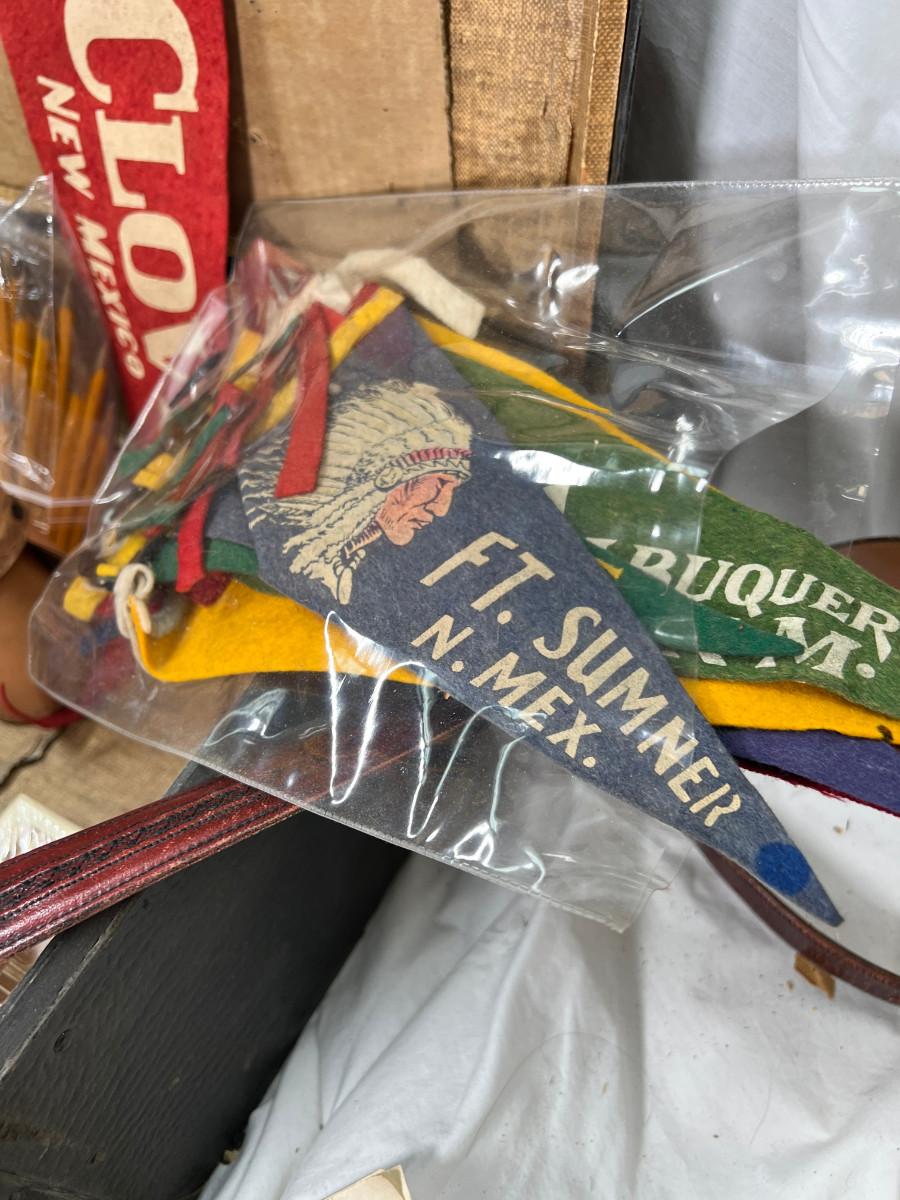 CLOV
NEW MEXICO
FT. SUMNER
N. MEX.
BUQUER
M.